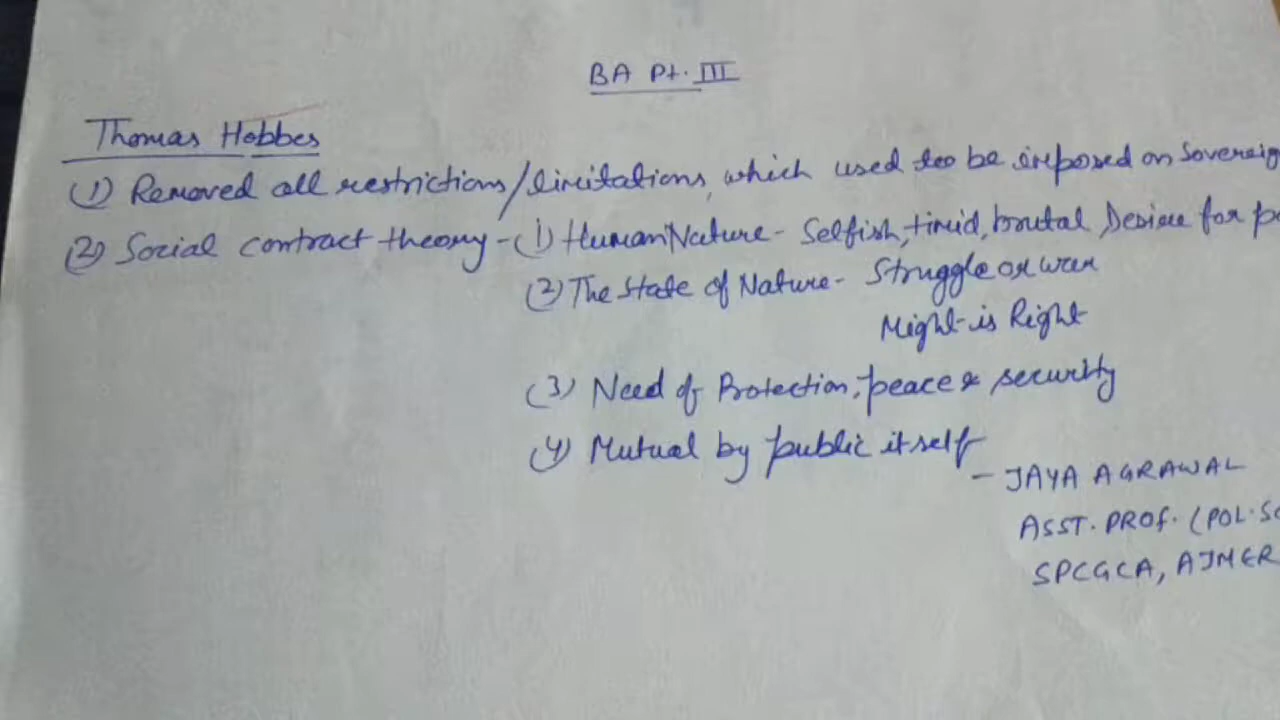 BA Pt. III
Thomas Hobbes
(1) Removed all restrictions/limitations, which used too be imposed on Sovereig
(2) Social contract theory - (1) Human Nature - Selfish, timid, brutal, Desire for p
(2) The State of Nature - Struggle or war
Might is Right
(3) Need of Protection, peace & security
(4) Mutual by public itself
- JAYA AGRAWAL
ASST. PROF. (POL. SC
SPCGCA, AJMER